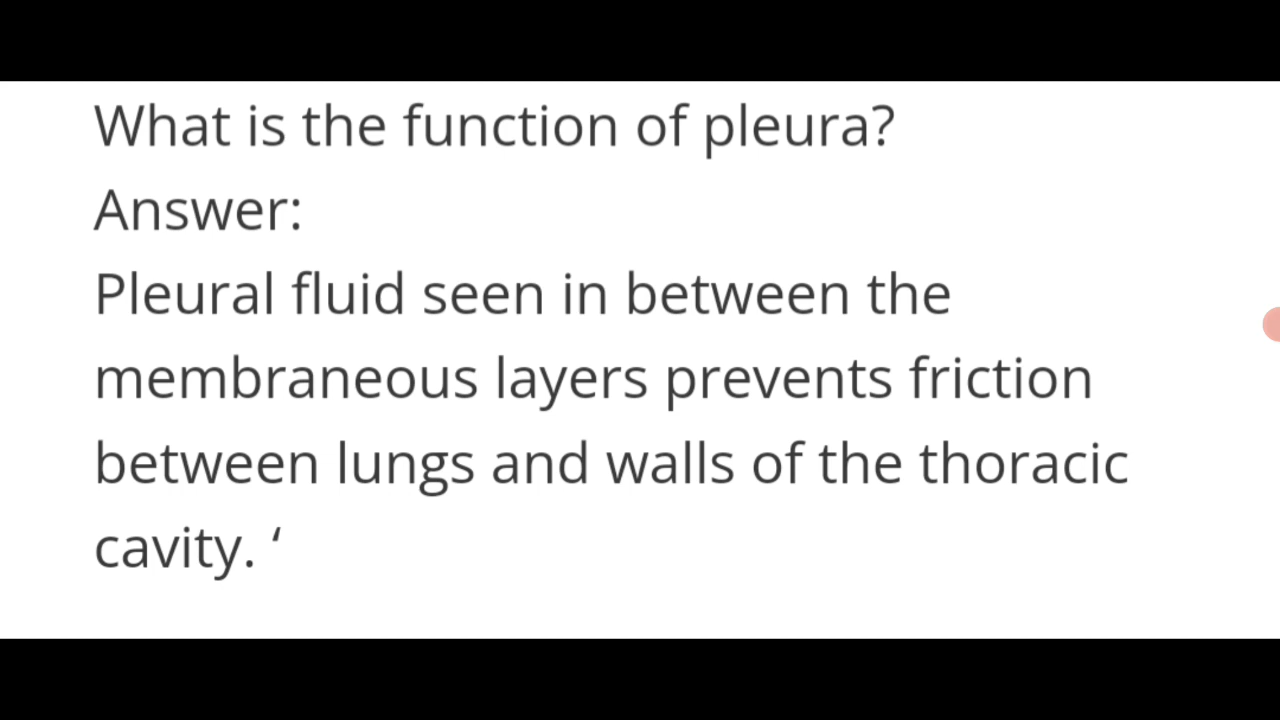 What is the function of pleura?
Answer:
Pleural fluid seen in between the
membraneous layers prevents friction
between lungs and walls of the thoracic
cavity. ‘